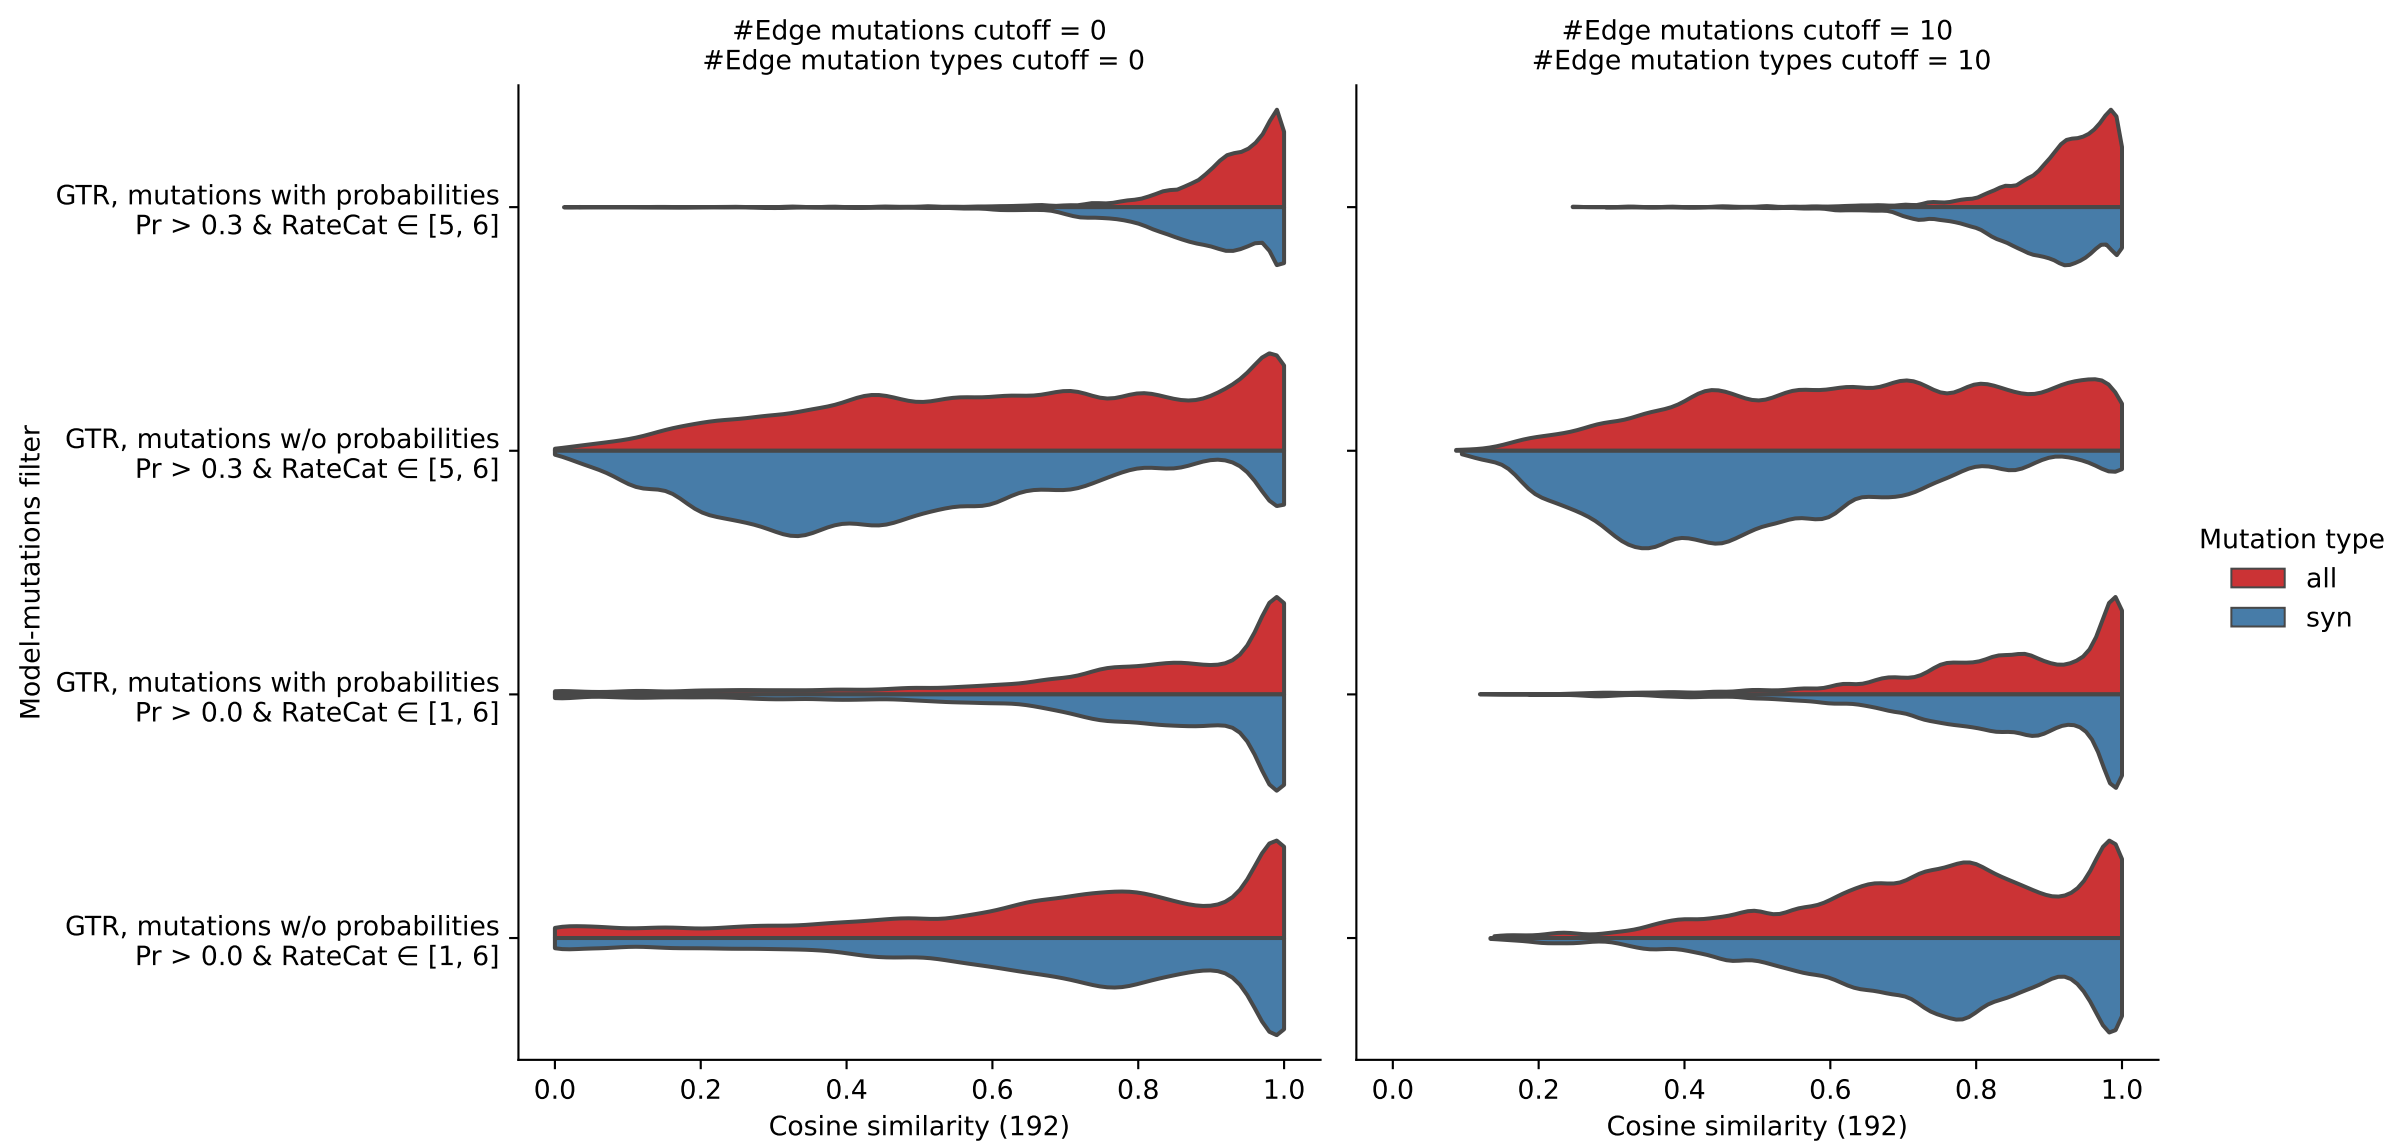 #Edge mutations cutoff = 0
#Edge mutation types cutoff = 0
#Edge mutations cutoff = 10
#Edge mutation types cutoff = 10
Model-mutations filter
GTR, mutations with probabilities
Pr > 0.3 & RateCat ∈ [5, 6]
GTR, mutations w/o probabilities
Pr > 0.3 & RateCat ∈ [5, 6]
GTR, mutations with probabilities
Pr > 0.0 & RateCat ∈ [1, 6]
GTR, mutations w/o probabilities
Pr > 0.0 & RateCat ∈ [1, 6]
0.0 0.2 0.4 0.6 0.8 1.0
Cosine similarity (192)
0.0 0.2 0.4 0.6 0.8 1.0
Cosine similarity (192)
Mutation type
all
syn